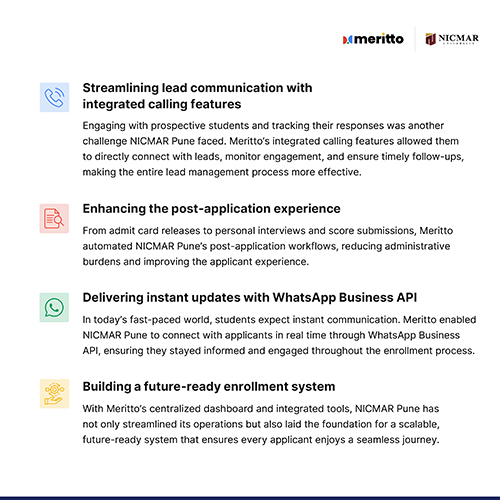 meritto NICMAR
UNIVERSITY
Streamlining lead communication with
integrated calling features
Engaging with prospective students and tracking their responses was another
challenge NICMAR Pune faced. Meritto's integrated calling features allowed them
to directly connect with leads, monitor engagement, and ensure timely follow-ups,
making the entire lead management process more effective.
Enhancing the post-application experience
From admit card releases to personal interviews and score submissions, Meritto
automated NICMAR Pune's post-application workflows, reducing administrative
burdens and improving the applicant experience.
Delivering instant updates with WhatsApp Business API
In today's fast-paced world, students expect instant communication. Meritto enabled
NICMAR Pune to connect with applicants in real time through WhatsApp Business
API, ensuring they stayed informed and engaged throughout the enrollment process.
Building a future-ready enrollment system
With Meritto's centralized dashboard and integrated tools, NICMAR Pune has
not only streamlined its operations but also laid the foundation for a scalable,
future-ready system that ensures every applicant enjoys a seamless journey.